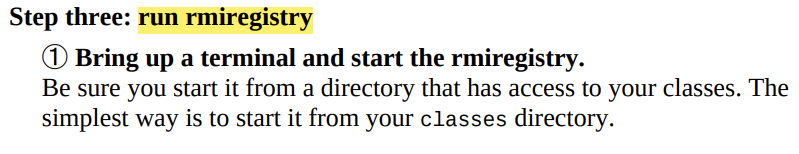 Step three: run rmiregistry
① Bring up a terminal and start the rmiregistry.
Be sure you start it from a directory that has access to your classes. The
simplest way is to start it from your classes directory.